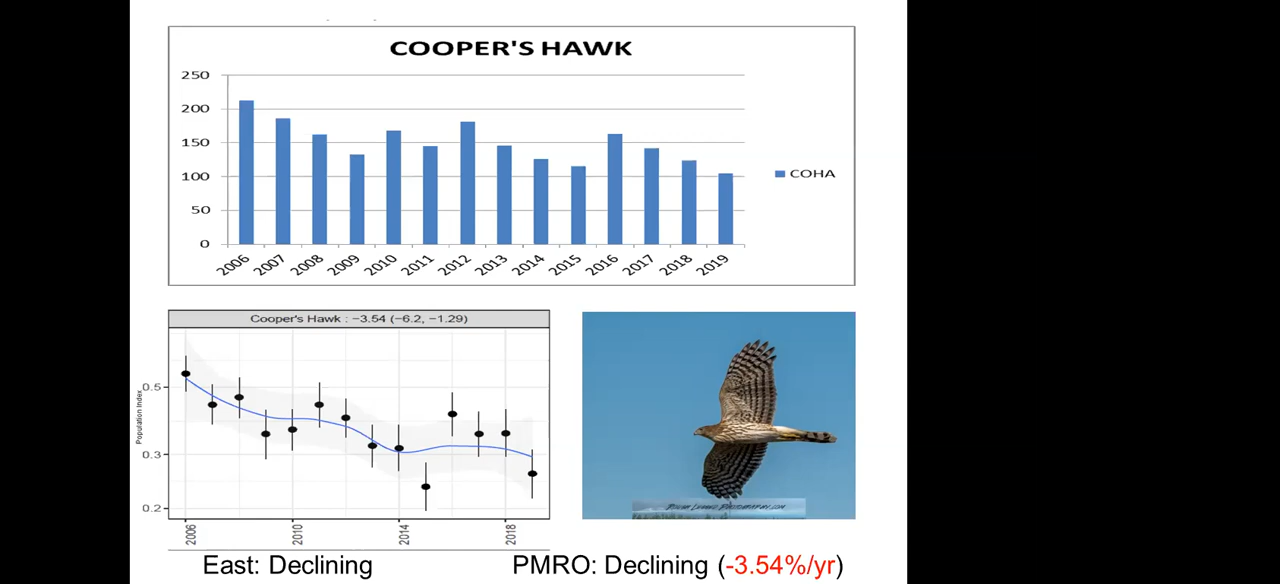 COOPER'S HAWK
250
200
150
100
50
0
2006 2007 2008 2009 2010 2011 2012 2013 2014 2015 2016 2017 2018 2019
COHA
Cooper's Hawk : −3.54 (−6.2, −1.29)
Population Index
0.5
0.3
0.2
2006 2010 2014 2018
East: Declining
PMRO: Declining (-3.54%/yr)